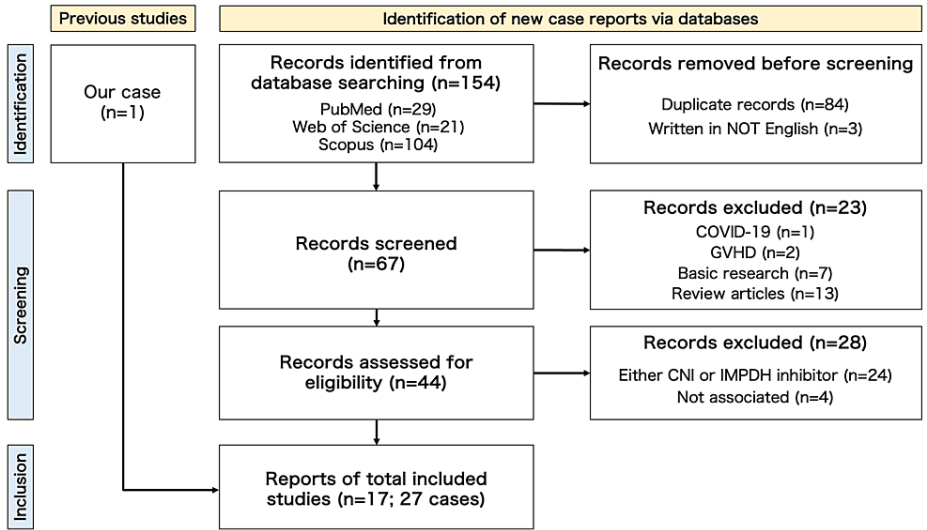 Previous studies
Identification of new case reports via databases
Identification
Our case
(n=1)
Records identified from
database searching (n=154)
PubMed (n=29)
Web of Science (n=21)
Scopus (n=104)
Records removed before screening
Duplicate records (n=84)
Written in NOT English (n=3)
Screening
Records screened
(n=67)
Records excluded (n=23)
COVID-19 (n=1)
GVHD (n=2)
Basic research (n=7)
Review articles (n=13)
Records assessed for
eligibility (n=44)
Records excluded (n=28)
Either CNI or IMPDH inhibitor (n=24)
Not associated (n=4)
Inclusion
Reports of total included
studies (n=17; 27 cases)